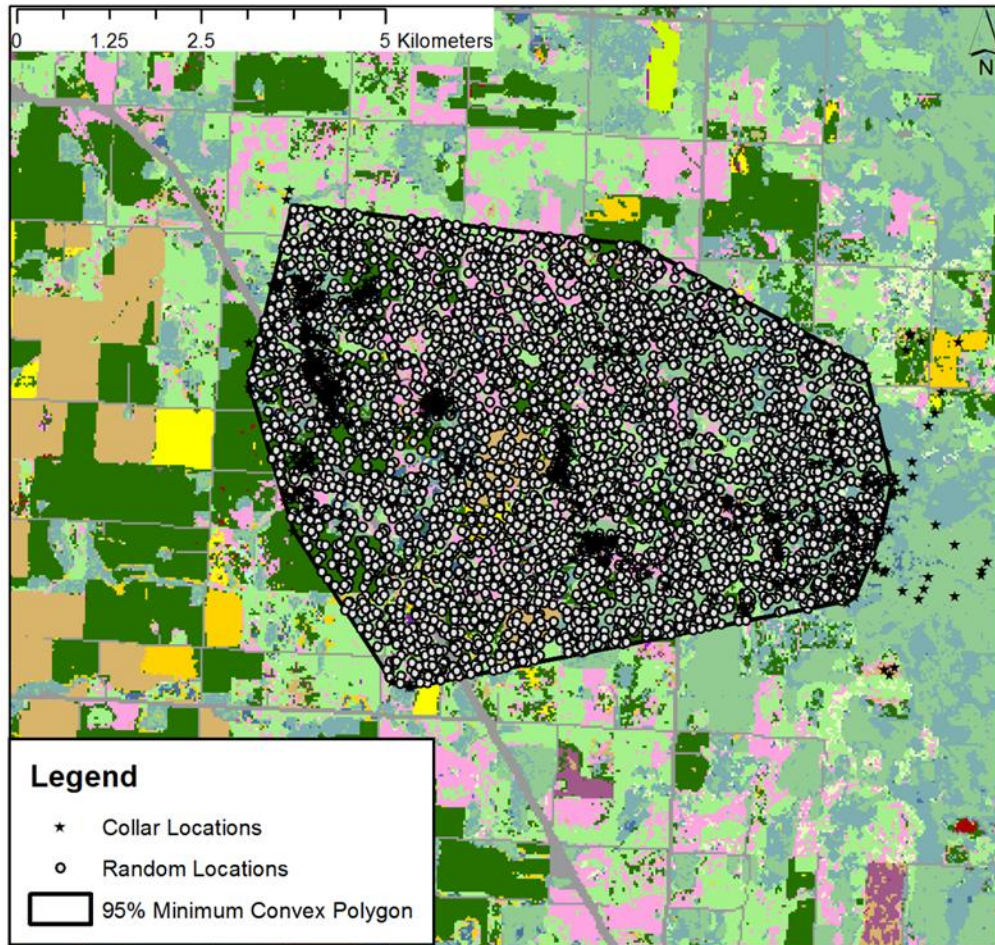 0 1.25 2.5 5 Kilometers
N
Legend
Collar Locations
Random Locations
95% Minimum Convex Polygon